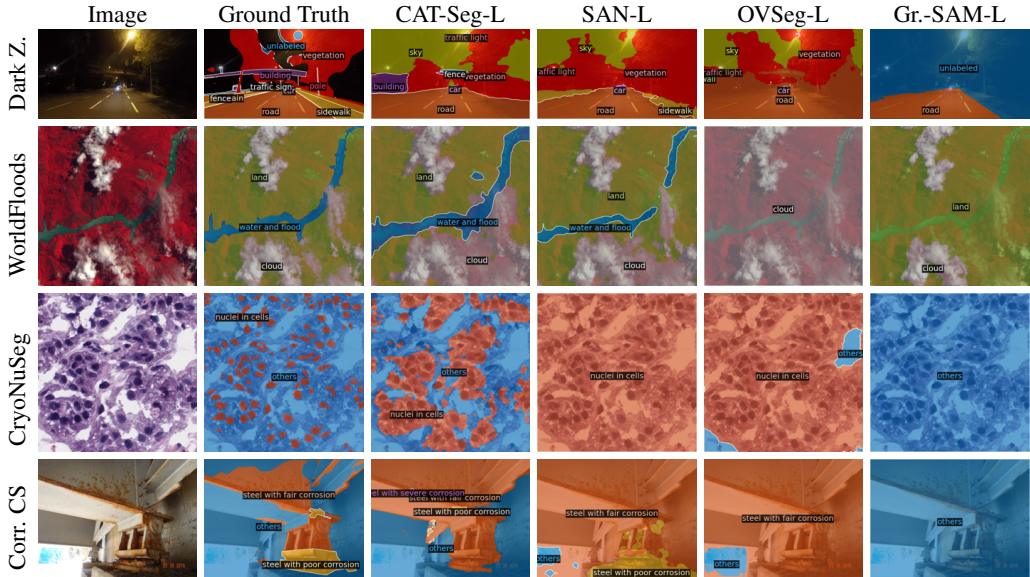 Image Ground Truth CAT-Seg-L SAN-L OVSeg-L Gr.-SAM-L
Dark Z.
unlabeled
vegetation
building
pole
traffic sign
car
fence
road
sidewalk
traffic light
sky
fence
vegetation
building
car
road
sky
traffic light
vegetation
car
road
sidewalk
sky
vegetation
traffic light
wall
car
road
unlabeled
road
WorldFloods
land
water and flood
cloud
land
water and flood
cloud
land
water and flood
cloud
cloud
land
cloud
CryoNuSeg
nuclei in cells
others
nuclei in cells
nuclei in cells
others
nuclei in cells
others
Corr. CS
steel with fair corrosion
others
steel with poor corrosion
steel with severe corrosion
steel with fair corrosion
steel with poor corrosion
others
steel with fair corrosion
others
steel with poor corrosion
steel with fair corrosion
others
others